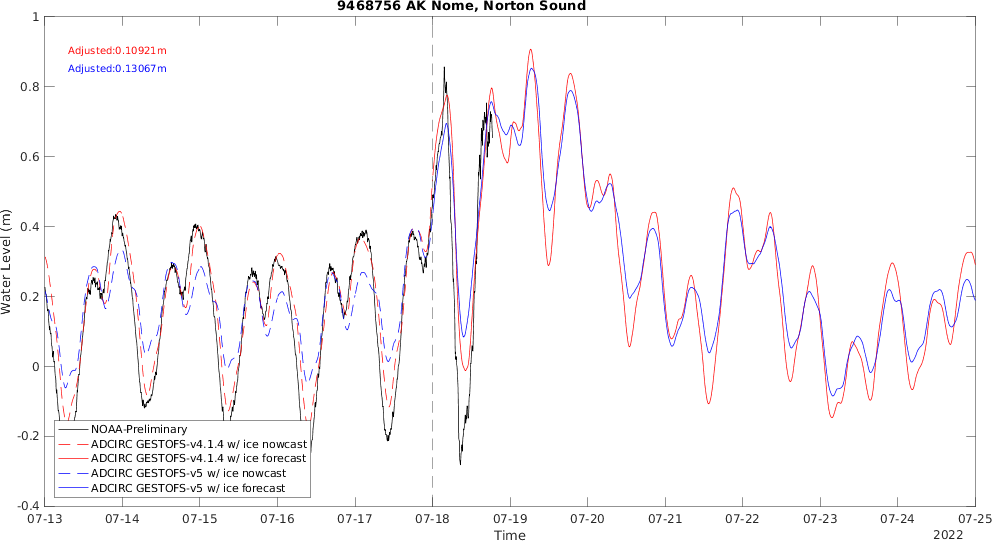 9468756 AK Nome, Norton Sound
Adjusted:0.10921m
Adjusted:0.13067m
Water Level (m)
1
0.8
0.6
0.4
0.2
0
-0.2
-0.4
NOAA-Preliminary
ADCIRC GESTOFS-v4.1.4 w/ ice nowcast
ADCIRC GESTOFS-v4.1.4 w/ ice forecast
ADCIRC GESTOFS-v5 w/ ice nowcast
ADCIRC GESTOFS-v5 w/ ice forecast
07-13 07-14 07-15 07-16 07-17 07-18 07-19 07-20 07-21 07-22 07-23 07-24 07-25
Time
2022